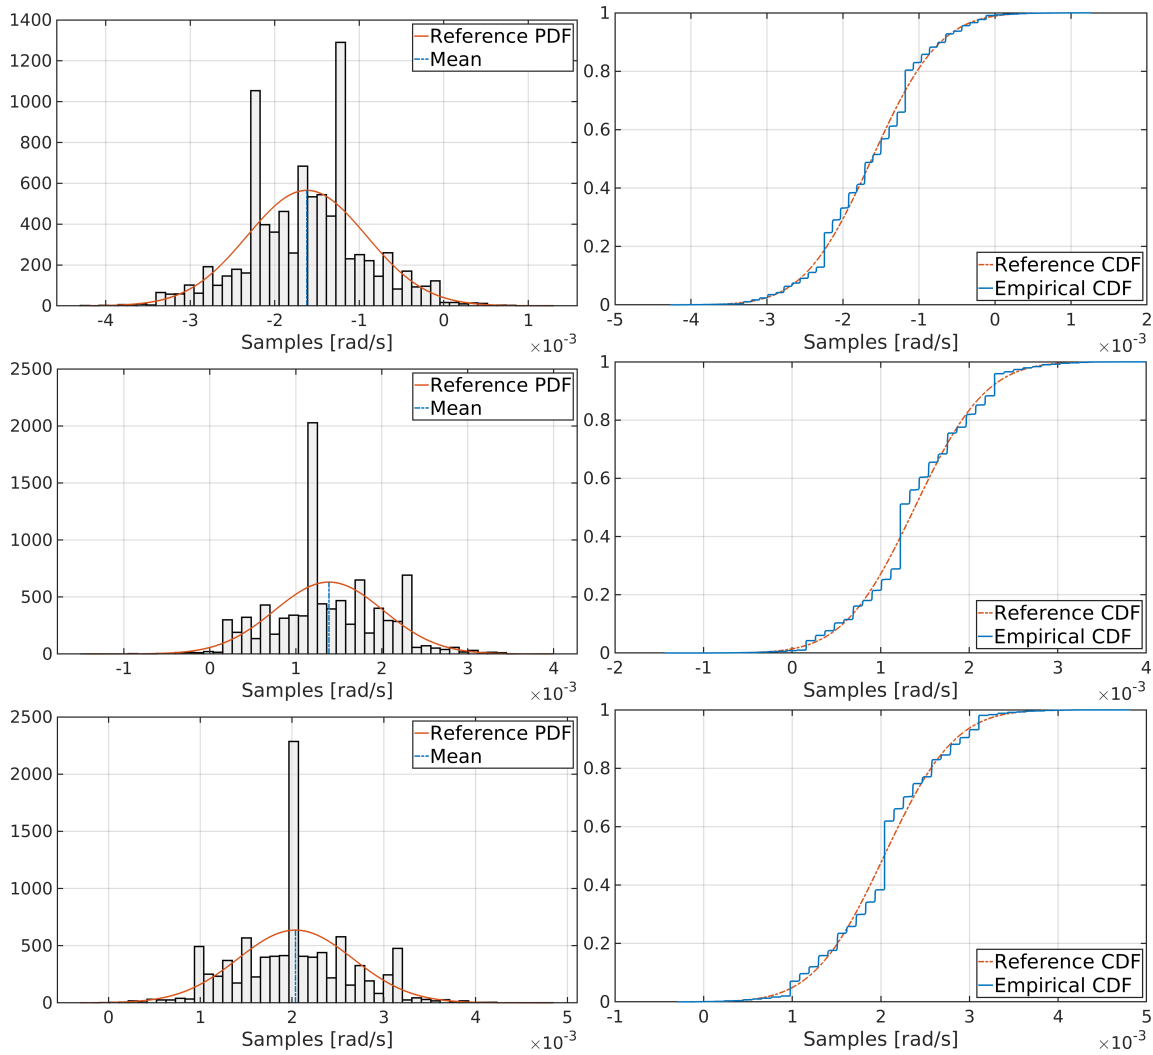 1400
1200
1000
800
600
400
200
0
-4 -3 -2 -1 0 1
Samples [rad/s]
×10-3
Reference PDF
Mean
1
0.8
0.6
0.4
0.2
0
-5 -4 -3 -2 -1 0 1 2
Samples [rad/s]
×10-3
Reference CDF
Empirical CDF
2500
2000
1500
1000
500
0
-1 0 1 2 3 4
Samples [rad/s]
×10-3
Reference PDF
Mean
1
0.8
0.6
0.4
0.2
0
-2 -1 0 1 2 3 4
Samples [rad/s]
×10-3
Reference CDF
Empirical CDF
2500
2000
1500
1000
500
0
0 1 2 3 4 5
Samples [rad/s]
×10-3
Reference PDF
Mean
1
0.8
0.6
0.4
0.2
0
-1 0 1 2 3 4 5
Samples [rad/s]
×10-3
Reference CDF
Empirical CDF